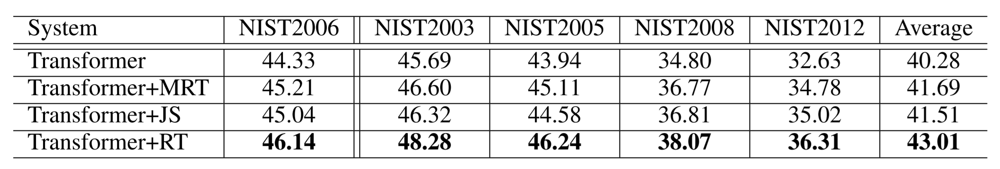 System NIST2006 NIST2003 NIST2005 NIST2008 NIST2012 Average
Transformer 44.33 45.69 43.94 34.80 32.63 40.28
Transformer+MRT 45.21 46.60 45.11 36.77 34.78 41.69
Transformer+JS 45.04 46.32 44.58 36.81 35.02 41.51
Transformer+RT 46.14 48.28 46.24 38.07 36.31 43.01